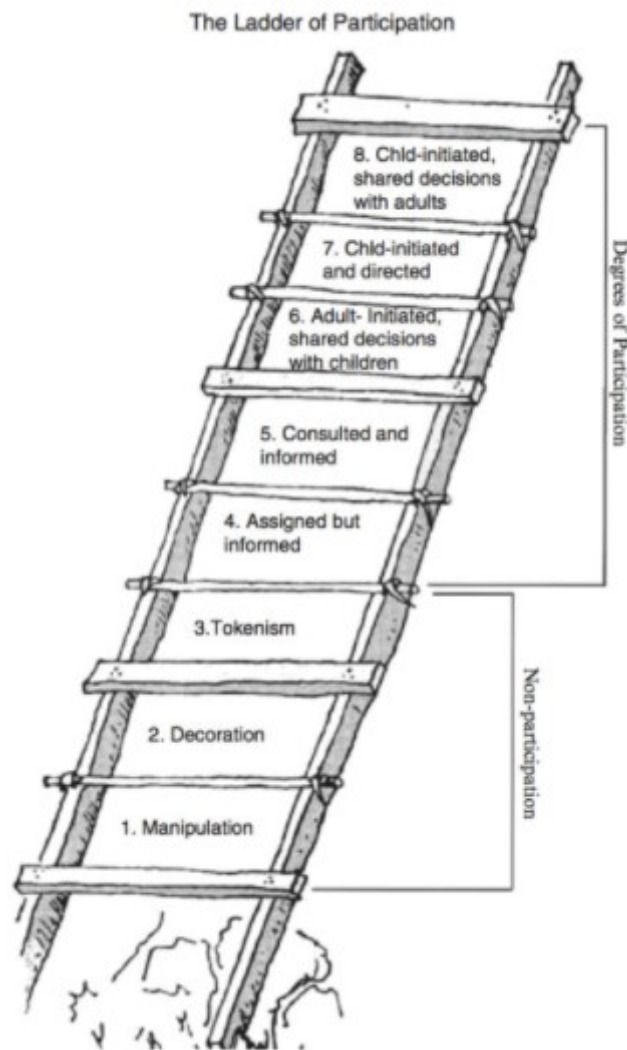 The Ladder of Participation
8. Chld-initiated,
shared decisions
with adults
7. Chld-initiated
and directed
6. Adult- Initiated,
shared decisions
with children
5. Consulted and
informed
4. Assigned but
informed
3.Tokenism
2. Decoration
1. Manipulation
Degrees of Participation
Non-participation